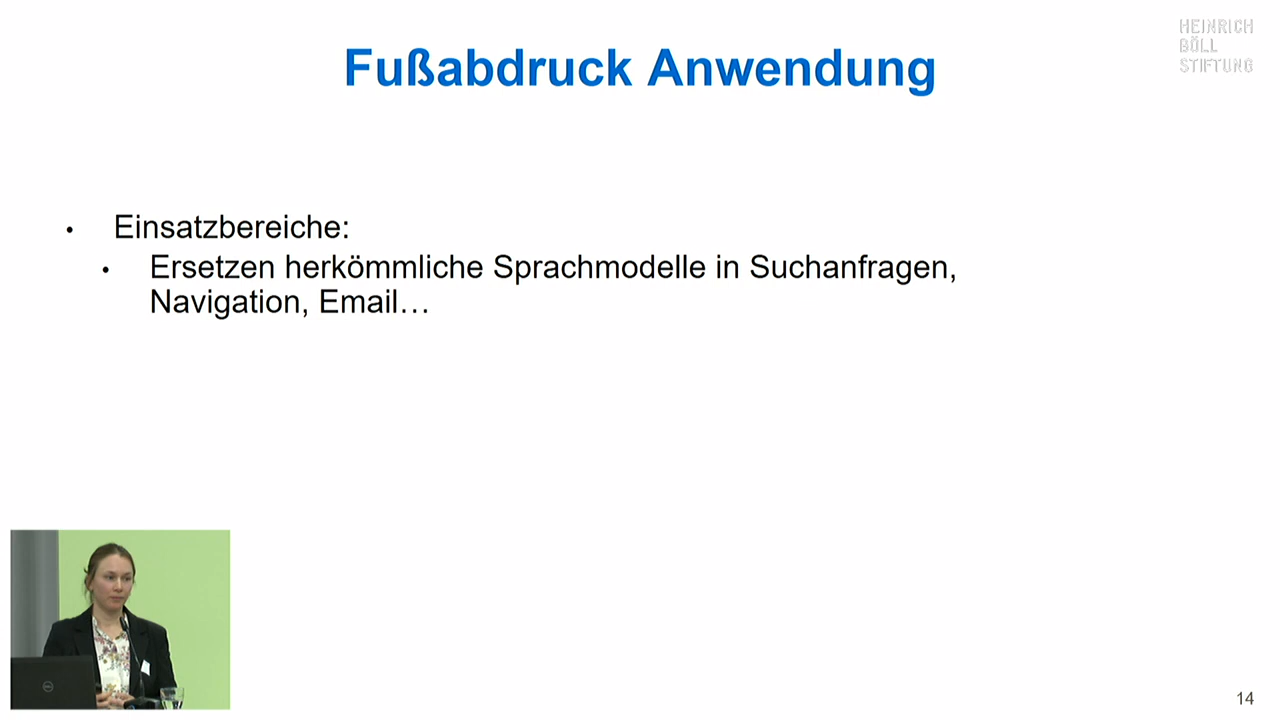 Fußabdruck Anwendung
HEINRICH
BÖLL
STIFTUNG
• Einsatzbereiche:
• Ersetzen herkömmliche Sprachmodelle in Suchanfragen,
Navigation, Email…
14